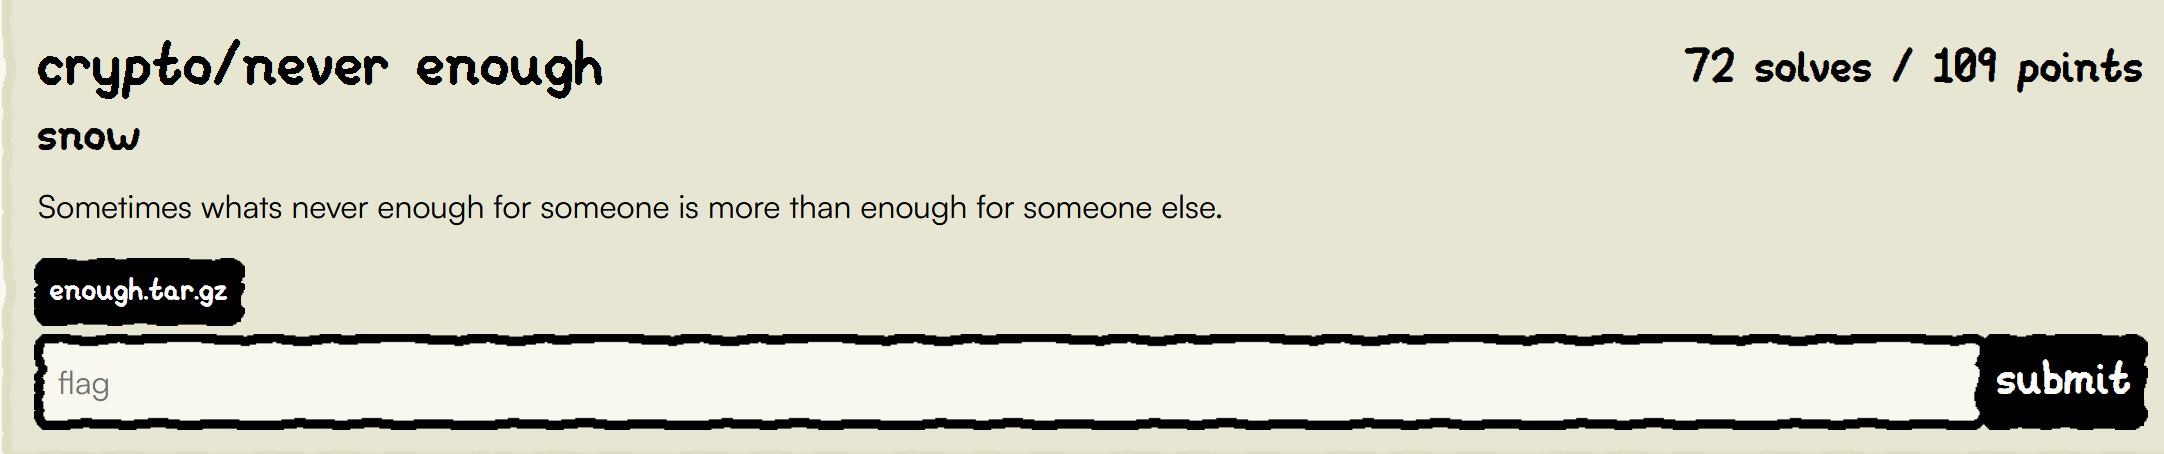 crypto/never enough
72 solves / 109 points
snow
Sometimes whats never enough for someone is more than enough for someone else.
enough.tar.gz
flag
submit